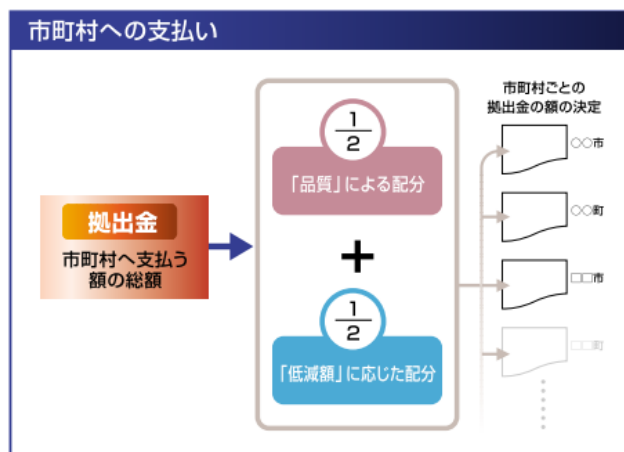 市町村への支払い
市町村ごとの
拠出金の額の決定
1
2
「品質」による配分
+
1
2
「低減額」に応じた配分
拠出金
市町村へ支払う
額の総額
○○市
○○町
□□市
□□町